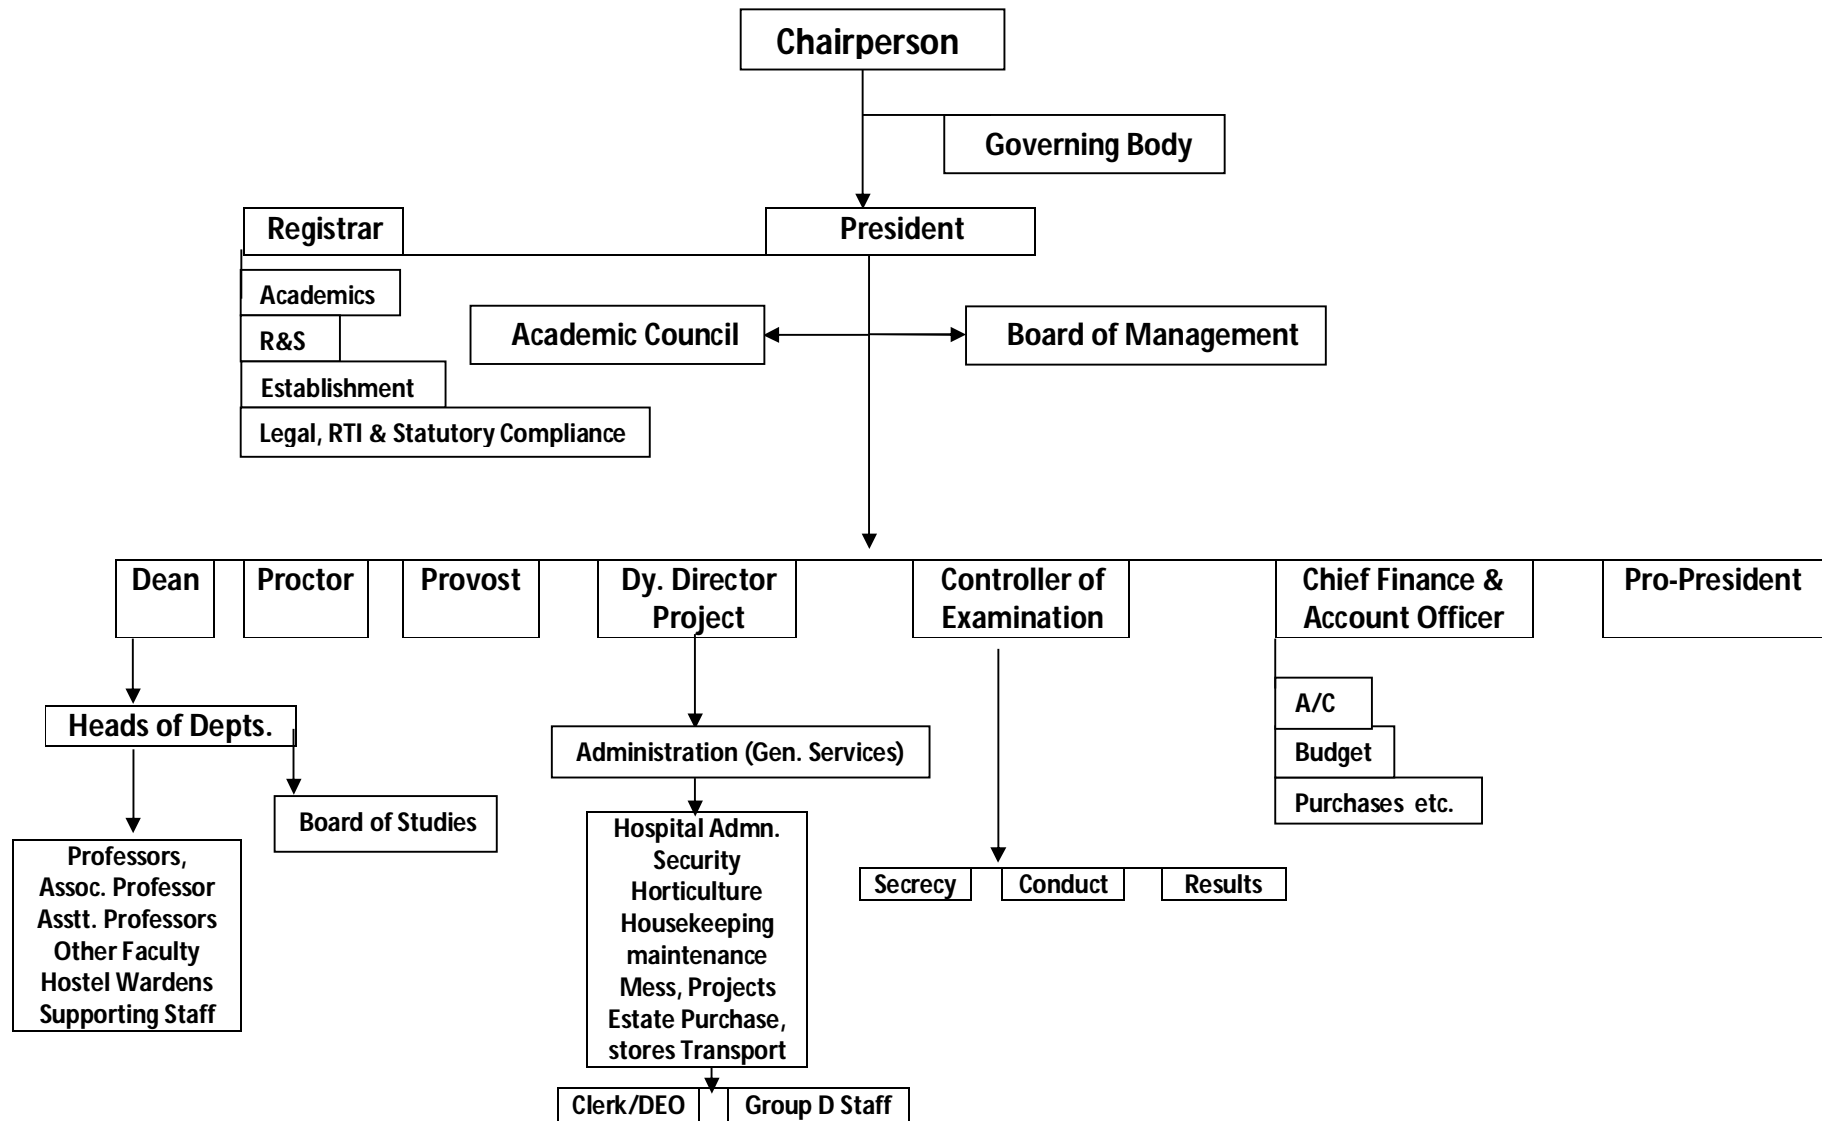 Chairperson
Governing Body
Registrar
President
Academics
R&S
Establishment
Legal, RTI & Statutory Compliance
Academic Council
Board of Management
Dean
Proctor
Provost
Dy. Director
Project
Controller of
Examination
Chief Finance &
Account Officer
Pro-President
Heads of Depts.
Board of Studies
Professors,
Assoc. Professor
Asstt. Professors
Other Faculty
Hostel Wardens
Supporting Staff
Administration (Gen. Services)
Hospital Admn.
Security
Horticulture
Housekeeping
maintenance
Mess, Projects
Estate Purchase,
stores Transport
Clerk/DEO
Group D Staff
Secrecy
Conduct
Results
A/C
Budget
Purchases etc.